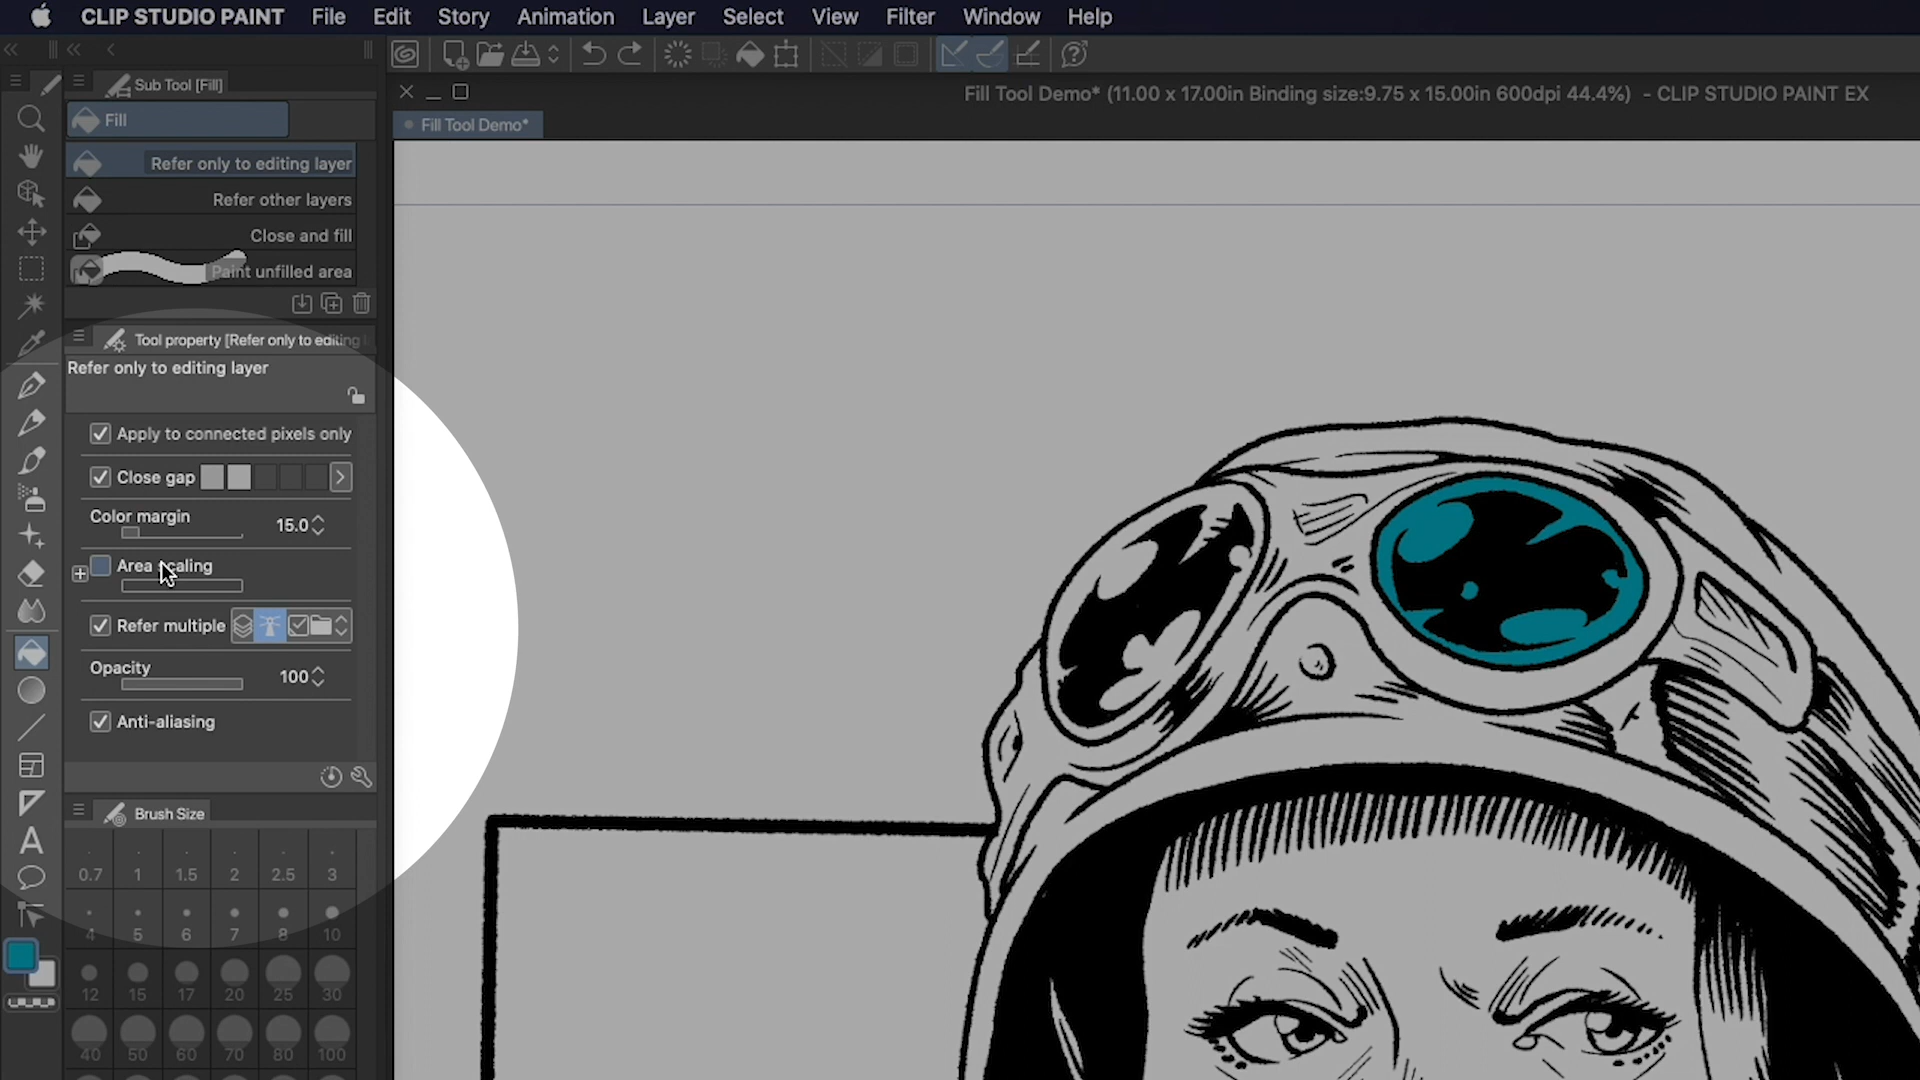 CLIP STUDIO PAINT File Edit Story Animation Layer Select View Filter Window Help
Sub Tool [Fill]
Fill Tool Demo* (11.00 x 17.00in Binding size:9.75 x 15.00in 600dpi 44.4%) - CLIP STUDIO PAINT EX
Fill
Fill Tool Demo*
Refer only to editing layer
Refer other layers
Close and fill
Paint unfilled area
Tool property [Refer only to editing
Refer only to editing layer
Apply to connected pixels only
Close gap
Color margin 15.0
Area scaling
Refer multiple
Opacity 100
Anti-aliasing
Brush Size
0.7 1 1.5 2 2.5 3
4 5 6 7 8 10
12 15 17 20 25 30
40 50 60 70 80 100